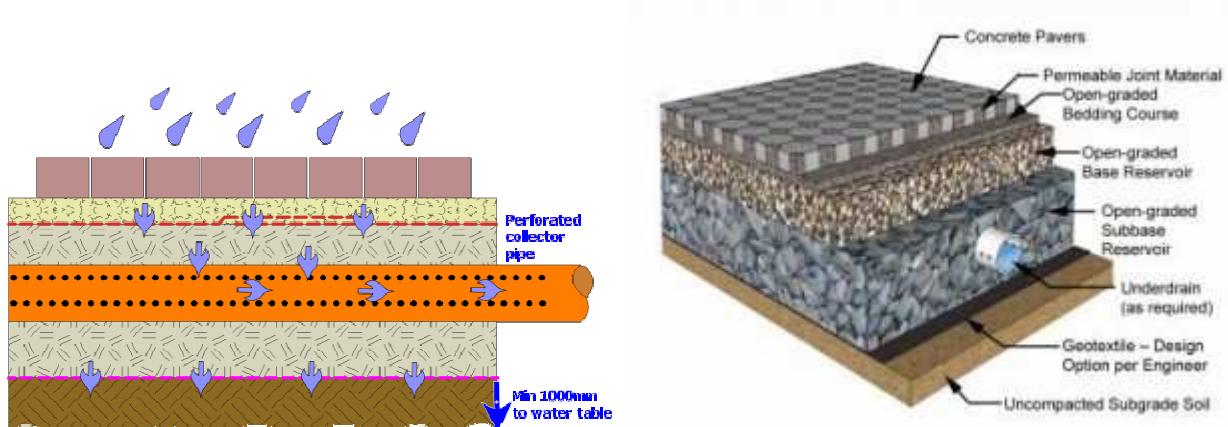 Perforated
collector
pipe
Min 1000mm
to water table
Concrete Pavers
Permeable Joint Material
Open-graded
Bedding Course
Open-graded
Base Reservoir
Open-graded
Subbase
Reservoir
Underdrain
(as required)
Geotextile – Design
Option per Engineer
Uncompacted Subgrade Soil